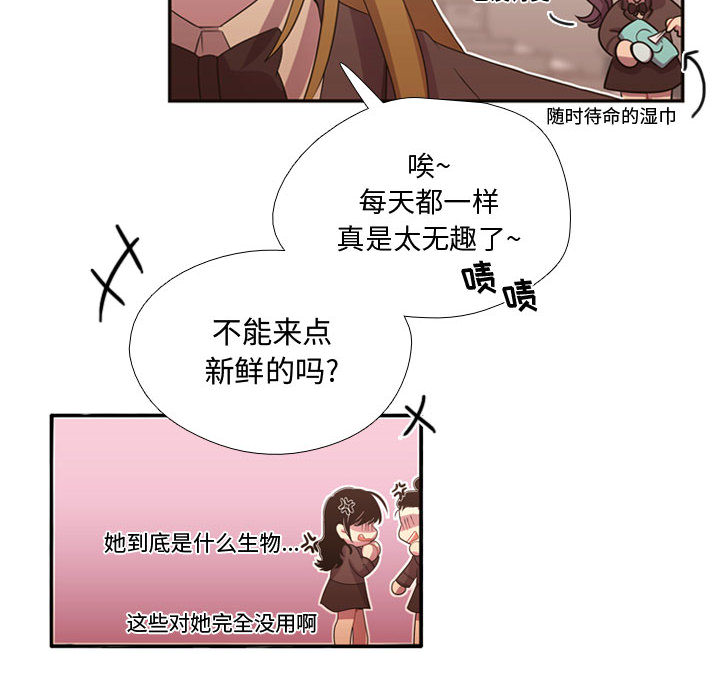 随时待命的湿巾
唉~
每天都一样
真是太无趣了~
啧
啧
不能来点
新鲜的吗?
她到底是什么生物...
这些对她完全没用啊